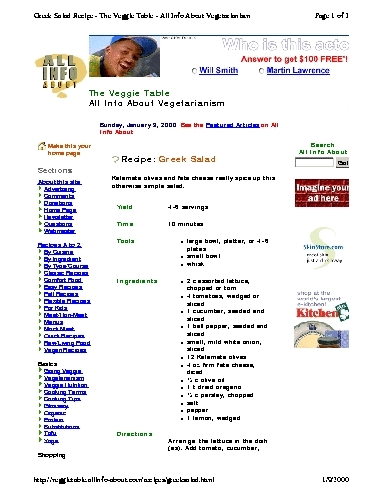 Greek Salad Recipe - The Veggie Table - All Info About Vegetarianism
Page 1 of 2
ALL INFO ABOUT
Who is this acto
Answer to get $100 FREE!
Will Smith
Martin Lawrence
The Veggie Table
All Info About Vegetarianism
Sunday, January 9, 2000 See the Featured Articles on All
Info About
Make this your
home page
Search
All Info About
Go!
Recipe: Greek Salad
Sections
Kalamata olives and feta cheese really spice up this
otherwise simple salad.
About this site
Advertising
Comments
Donations
Home Page
Newsletter
Questions
Webmaster
Yield
4-6 servings
Time
10 minutes
Tools
large bowl, platter, or 4-6
plates
small bowl
whisk
Imagine your
ad here
SkinStore.com
Recipes A to Z
By Cuisine
By Ingredient
By Type/Course
Classic Recipes
Comfort Food
Easy Recipes
Fall Recipes
Flexible Recipes
For Kids
Menus
Mock Meat
Quick Recipes
Raw/Living Food
Vegan Recipes
Ingredients
2 c assorted lettuce,
chopped or torn
4 tomatoes, wedged or
sliced
1 cucumber, seeded and
sliced
1 bell pepper, seeded and
sliced
small, mild white onion,
sliced
12 Kalamata olives
4 oz firm feta cheese,
diced
c olive oil
1 t dried oregano
c parsley, chopped
salt
pepper
1 lemon, wedged
shop at the
world's largest
e-kitchen!
Kitchen
Basics
Going Veggie
Vegetarianism
Veggie Nutrition
Cooking Terms
Cooking Tips
Glossary
Organic
Protein
Substitutions
Tofu
Yoga
Directions
Arrange the lettuce in the dish
(es). Add tomato, cucumber,
Shopping
http://veggietable.allinfo-about.com/recipes/greeksalad.html
1/9/2000